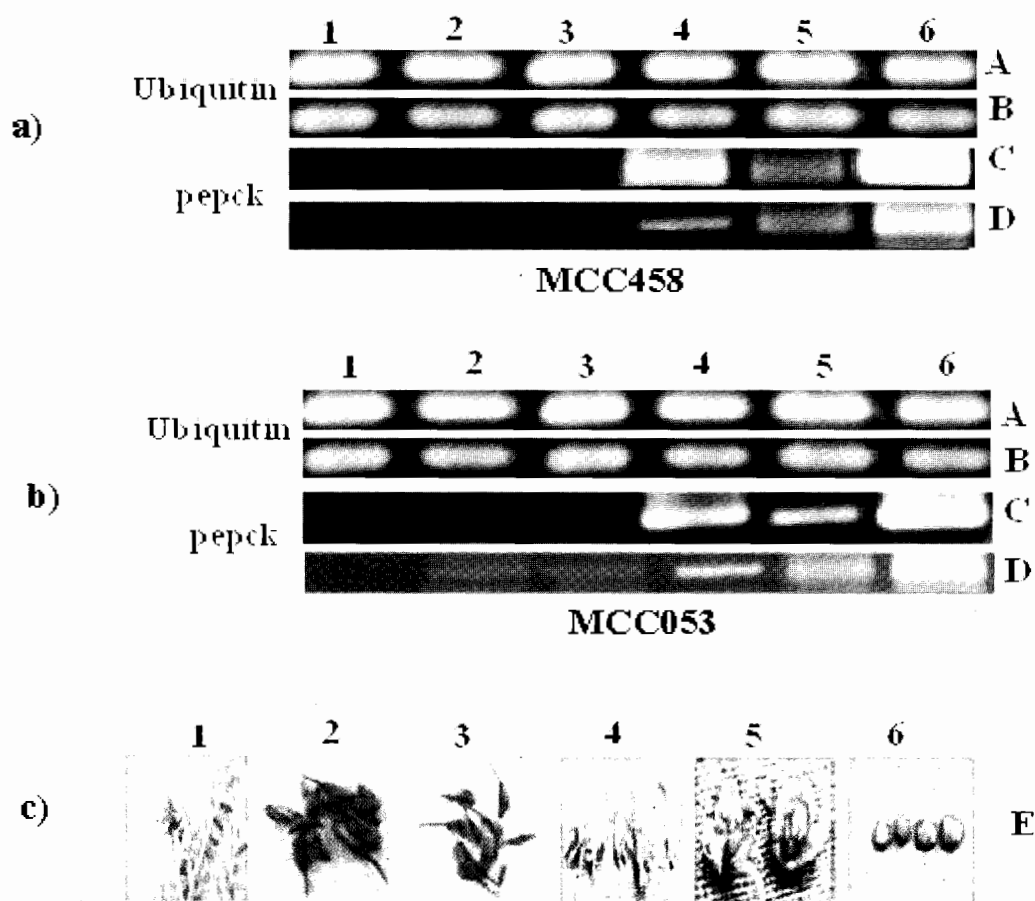 1 2 3 4 5 6
Ubiquitin A
B
a)
pepck C
D
MCC458
1 2 3 4 5 6
Ubiquitin A
B
b)
pepck C
D
MCC053
1 2 3 4 5 6
c) E